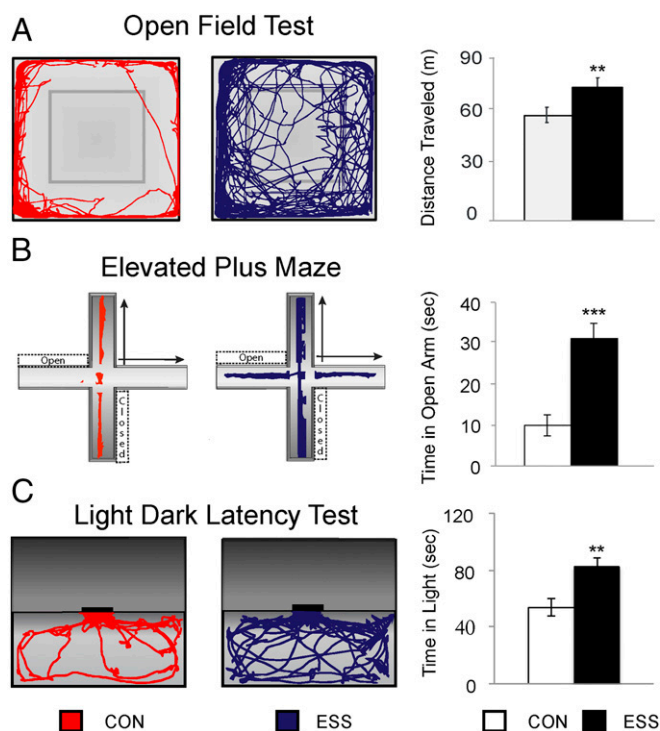 A
Open Field Test
Distance Traveled (m)
90
60
30
0
**
B
Elevated Plus Maze
Open
Closed
Open
Closed
Time in Open Arm (sec)
40
30
20
10
0
***
C
Light Dark Latency Test
Time in Light (sec)
120
80
40
0
**
CON
ESS
CON
ESS